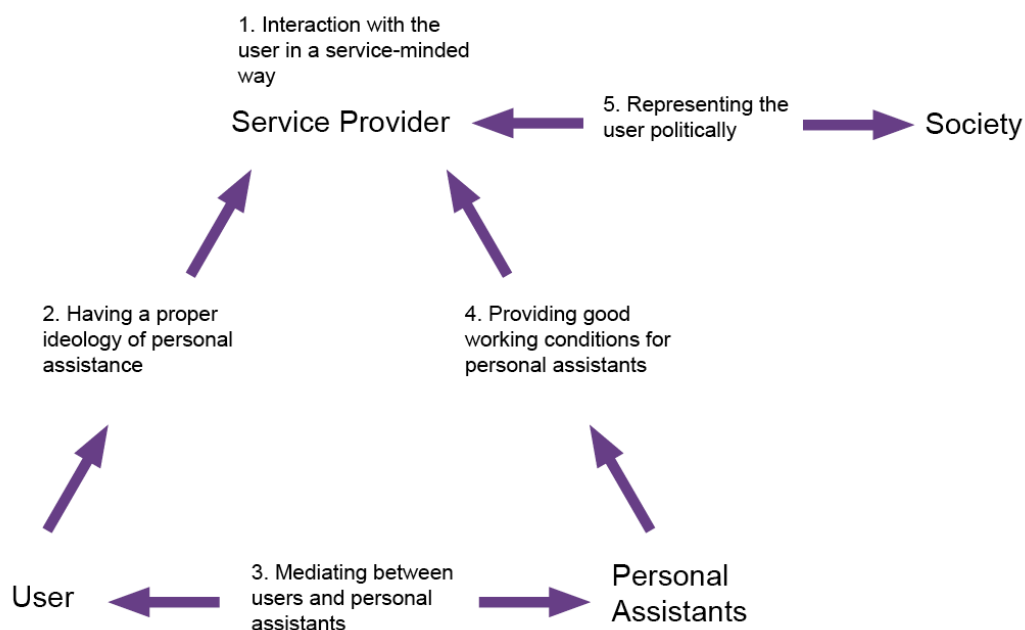 1. Interaction with the
user in a service-minded
way
Service Provider
5. Representing the
user politically
Society
2. Having a proper
ideology of personal
assistance
4. Providing good
working conditions for
personal assistants
User
3. Mediating between
users and personal
assistants
Personal
Assistants